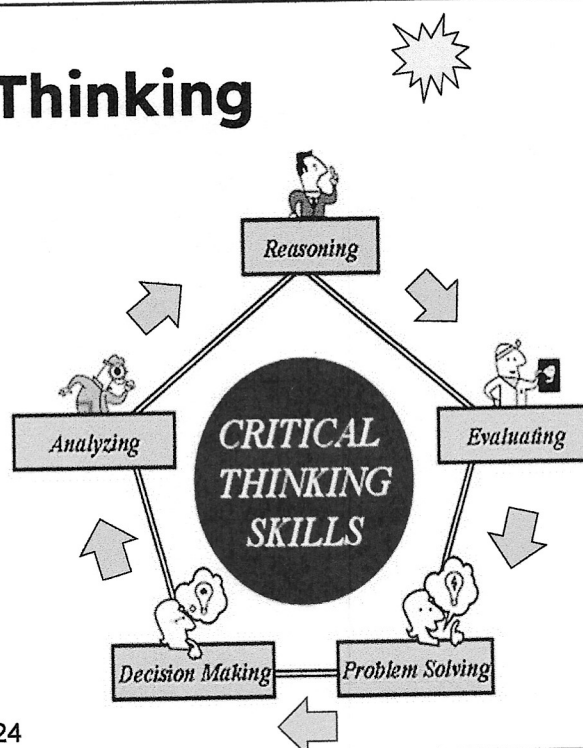 Thinking
Reasoning
Analyzing
Evaluating
CRITICAL
THINKING
SKILLS
Decision Making
Problem Solving
24